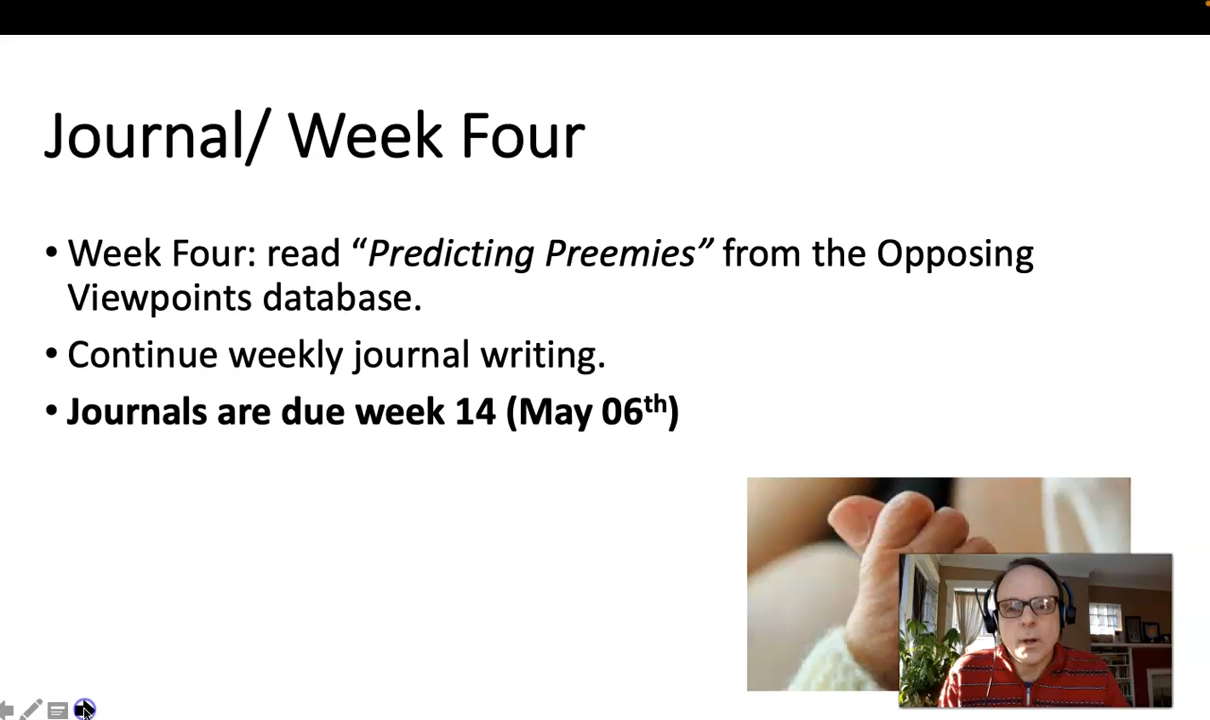 Journal/ Week Four
• Week Four: read “Predicting Preemies” from the Opposing
Viewpoints database.
• Continue weekly journal writing.
• Journals are due week 14 (May 06th)